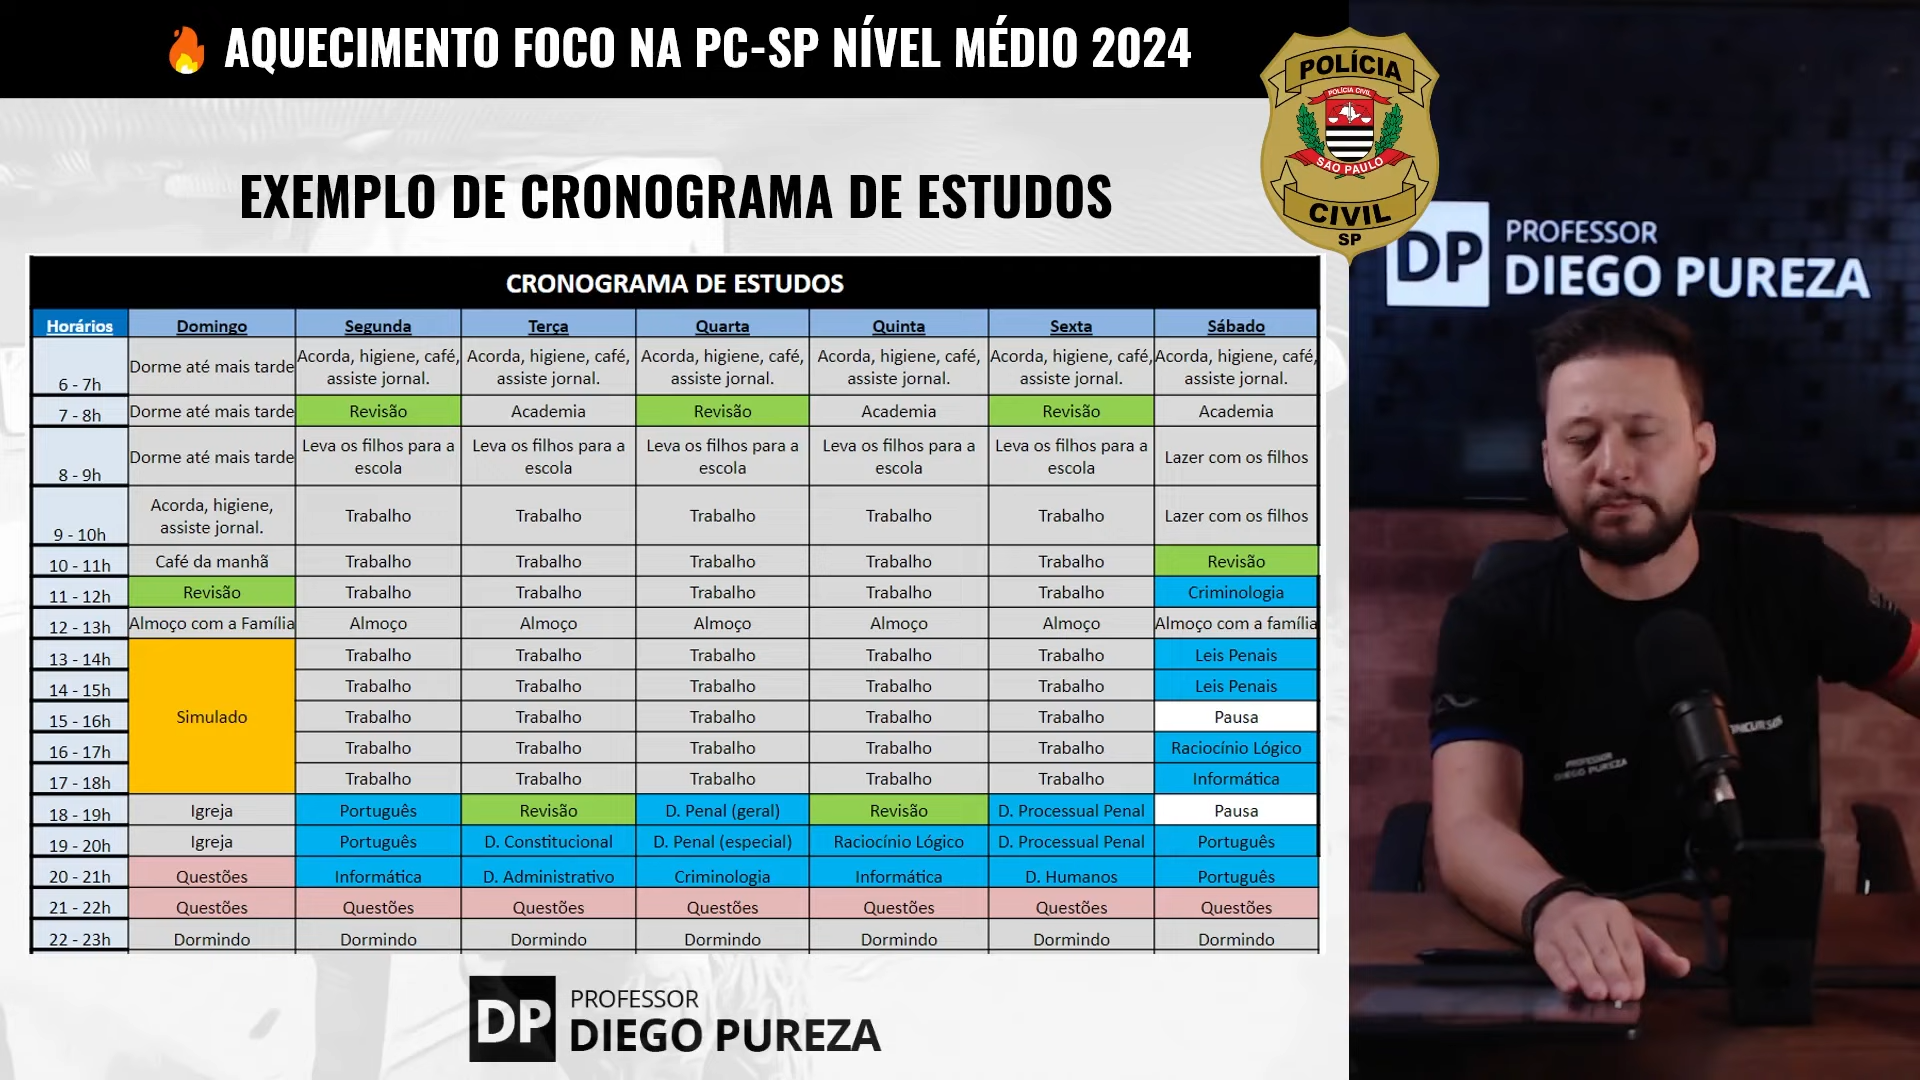 🔥 AQUECIMENTO FOCO NA PC-SP NÍVEL MÉDIO 2024
POLÍCIA
POLÍCIA CIVIL
SÃO PAULO
CIVIL
SP
DP PROFESSOR
DIEGO PUREZA
EXEMPLO DE CRONOGRAMA DE ESTUDOS
CRONOGRAMA DE ESTUDOS
Horários Domingo Segunda Terça Quarta Quinta Sexta Sábado
6 - 7h Dorme até mais tarde Acorda, higiene, café, assiste jornal. Acorda, higiene, café, assiste jornal. Acorda, higiene, café, assiste jornal. Acorda, higiene, café, assiste jornal. Acorda, higiene, café, assiste jornal. Acorda, higiene, café, assiste jornal.
7 - 8h Dorme até mais tarde Revisão Academia Revisão Academia Revisão Academia
8 - 9h Dorme até mais tarde Leva os filhos para a escola Leva os filhos para a escola Leva os filhos para a escola Leva os filhos para a escola Leva os filhos para a escola Lazer com os filhos
9 - 10h Acorda, higiene, assiste jornal. Trabalho Trabalho Trabalho Trabalho Trabalho Lazer com os filhos
10 - 11h Café da manhã Trabalho Trabalho Trabalho Trabalho Trabalho Revisão
11 - 12h Revisão Trabalho Trabalho Trabalho Trabalho Trabalho Criminologia
12 - 13h Almoço com a Família Almoço Almoço Almoço Almoço Almoço Almoço com a família
13 - 14h Trabalho Trabalho Trabalho Trabalho Trabalho Leis Penais
14 - 15h Trabalho Trabalho Trabalho Trabalho Trabalho Leis Penais
15 - 16h Simulado Trabalho Trabalho Trabalho Trabalho Trabalho Pausa
16 - 17h Trabalho Trabalho Trabalho Trabalho Trabalho Raciocínio Lógico
17 - 18h Trabalho Trabalho Trabalho Trabalho Trabalho Informática
18 - 19h Igreja Português Revisão D. Penal (geral) Revisão D. Processual Penal Pausa
19 - 20h Igreja Português D. Constitucional D. Penal (especial) Raciocínio Lógico D. Processual Penal Português
20 - 21h Questões Informática D. Administrativo Criminologia Informática D. Humanos Português
21 - 22h Questões Questões Questões Questões Questões Questões Questões
22 - 23h Dormindo Dormindo Dormindo Dormindo Dormindo Dormindo Dormindo
PROFESSOR
DIEGO PUREZA
DP PROFESSOR
DIEGO PUREZA